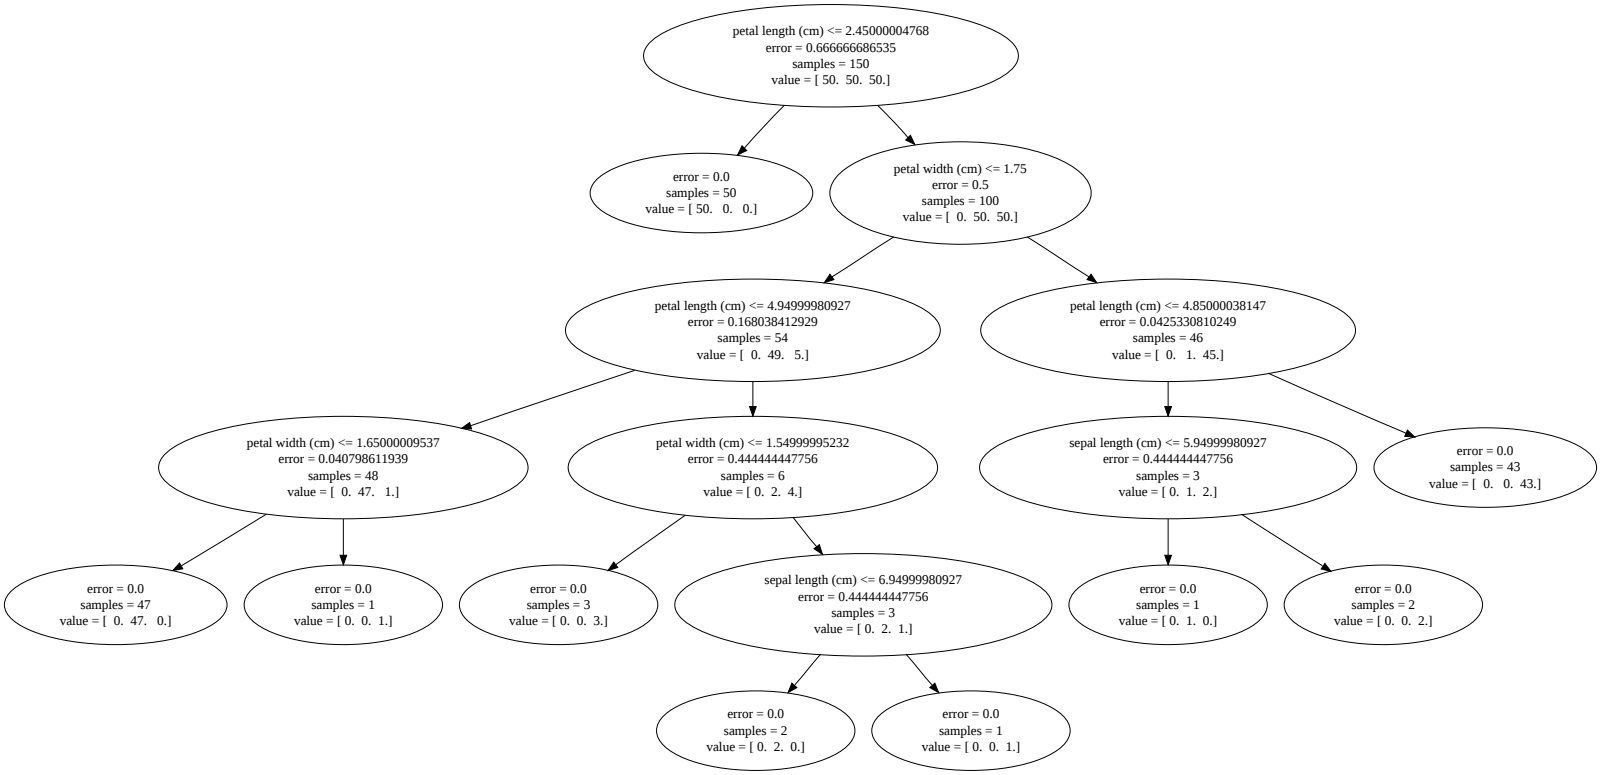 petal length (cm) <= 2.45000004768
error = 0.666666686535
samples = 150
value = [ 50.  50.  50.]
error = 0.0
samples = 50
value = [ 50.   0.   0.]
petal width (cm) <= 1.75
error = 0.5
samples = 100
value = [  0.  50.  50.]
petal length (cm) <= 4.94999980927
error = 0.168038412929
samples = 54
value = [  0.  49.   5.]
petal length (cm) <= 4.85000038147
error = 0.0425330810249
samples = 46
value = [  0.   1.  45.]
petal width (cm) <= 1.65000009537
error = 0.040798611939
samples = 48
value = [  0.  47.   1.]
petal width (cm) <= 1.54999995232
error = 0.444444447756
samples = 6
value = [ 0.  2.  4.]
sepal length (cm) <= 5.94999980927
error = 0.444444447756
samples = 3
value = [ 0.  1.  2.]
error = 0.0
samples = 43
value = [  0.   0.  43.]
error = 0.0
samples = 47
value = [  0.  47.   0.]
error = 0.0
samples = 1
value = [ 0.  0.  1.]
error = 0.0
samples = 3
value = [ 0.  0.  3.]
sepal length (cm) <= 6.94999980927
error = 0.444444447756
samples = 3
value = [ 0.  2.  1.]
error = 0.0
samples = 1
value = [ 0.  1.  0.]
error = 0.0
samples = 2
value = [ 0.  0.  2.]
error = 0.0
samples = 2
value = [ 0.  2.  0.]
error = 0.0
samples = 1
value = [ 0.  0.  1.]